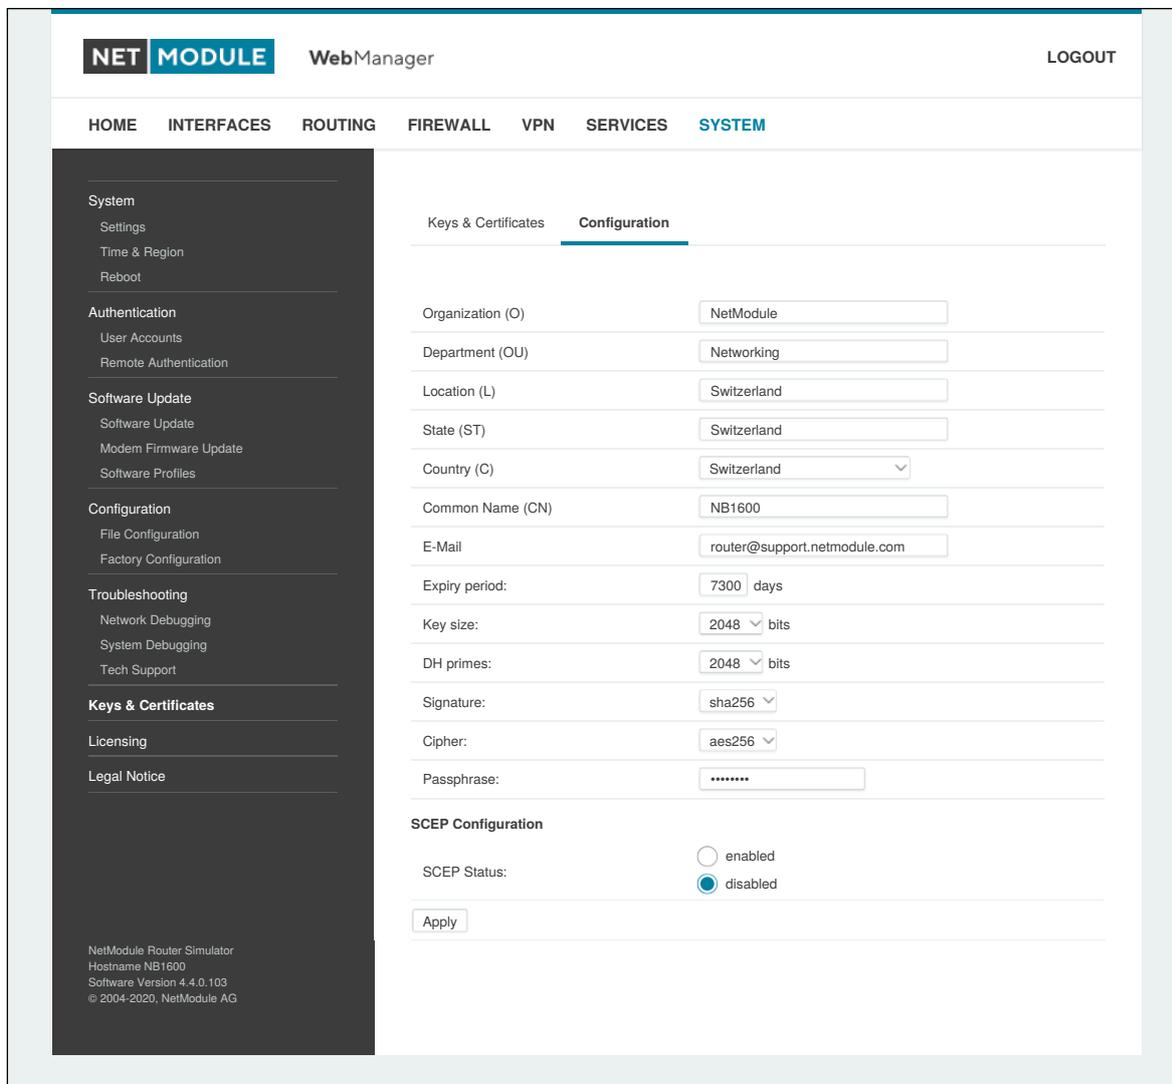 NET MODULE WebManager LOGOUT
HOME INTERFACES ROUTING FIREWALL VPN SERVICES SYSTEM
System
Settings
Time & Region
Reboot
Authentication
User Accounts
Remote Authentication
Software Update
Software Update
Modem Firmware Update
Software Profiles
Configuration
File Configuration
Factory Configuration
Troubleshooting
Network Debugging
System Debugging
Tech Support
Keys & Certificates
Licensing
Legal Notice
NetModule Router Simulator
Hostname NB1600
Software Version 4.4.0.103
© 2004-2020, NetModule AG
Keys & Certificates Configuration
Organization (O) NetModule
Department (OU) Networking
Location (L) Switzerland
State (ST) Switzerland
Country (C) Switzerland
Common Name (CN) NB1600
E-Mail router@support.netmodule.com
Expiry period: 7300 days
Key size: 2048 bits
DH primes: 2048 bits
Signature: sha256
Cipher: aes256
Passphrase: ••••••••
SCEP Configuration
SCEP Status: enabled
disabled
Apply